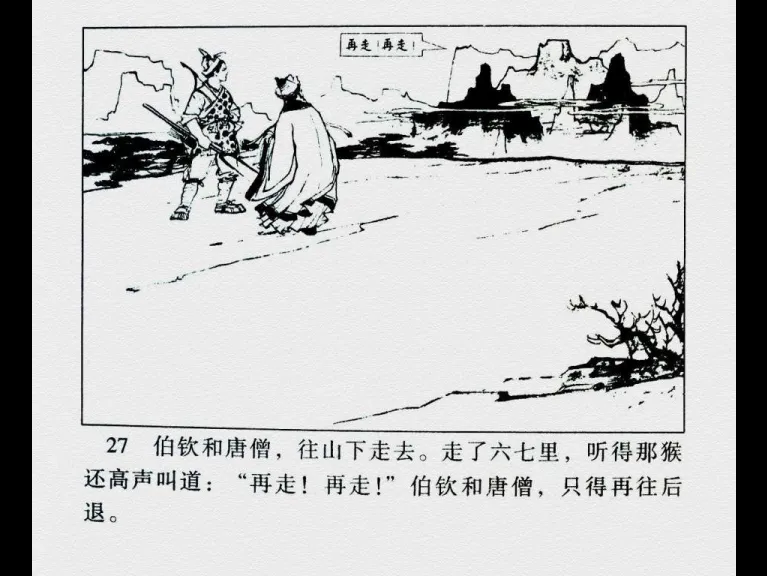 再走！再走！
27 伯钦和唐僧，往山下走去。走了六七里，听得那猴
还高声叫道：“再走！再走！”伯钦和唐僧，只得再往后
退。